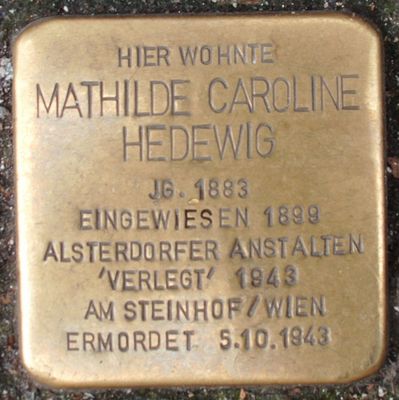 HIER WOHNTE
MATHILDE CAROLINE
HEDEWIG
JG. 1883
EINGEWIESEN 1899
ALSTERDORFER ANSTALTEN
'VERLEGT' 1943
AM STEINHOF/WIEN
ERMORDET 5.10.1943